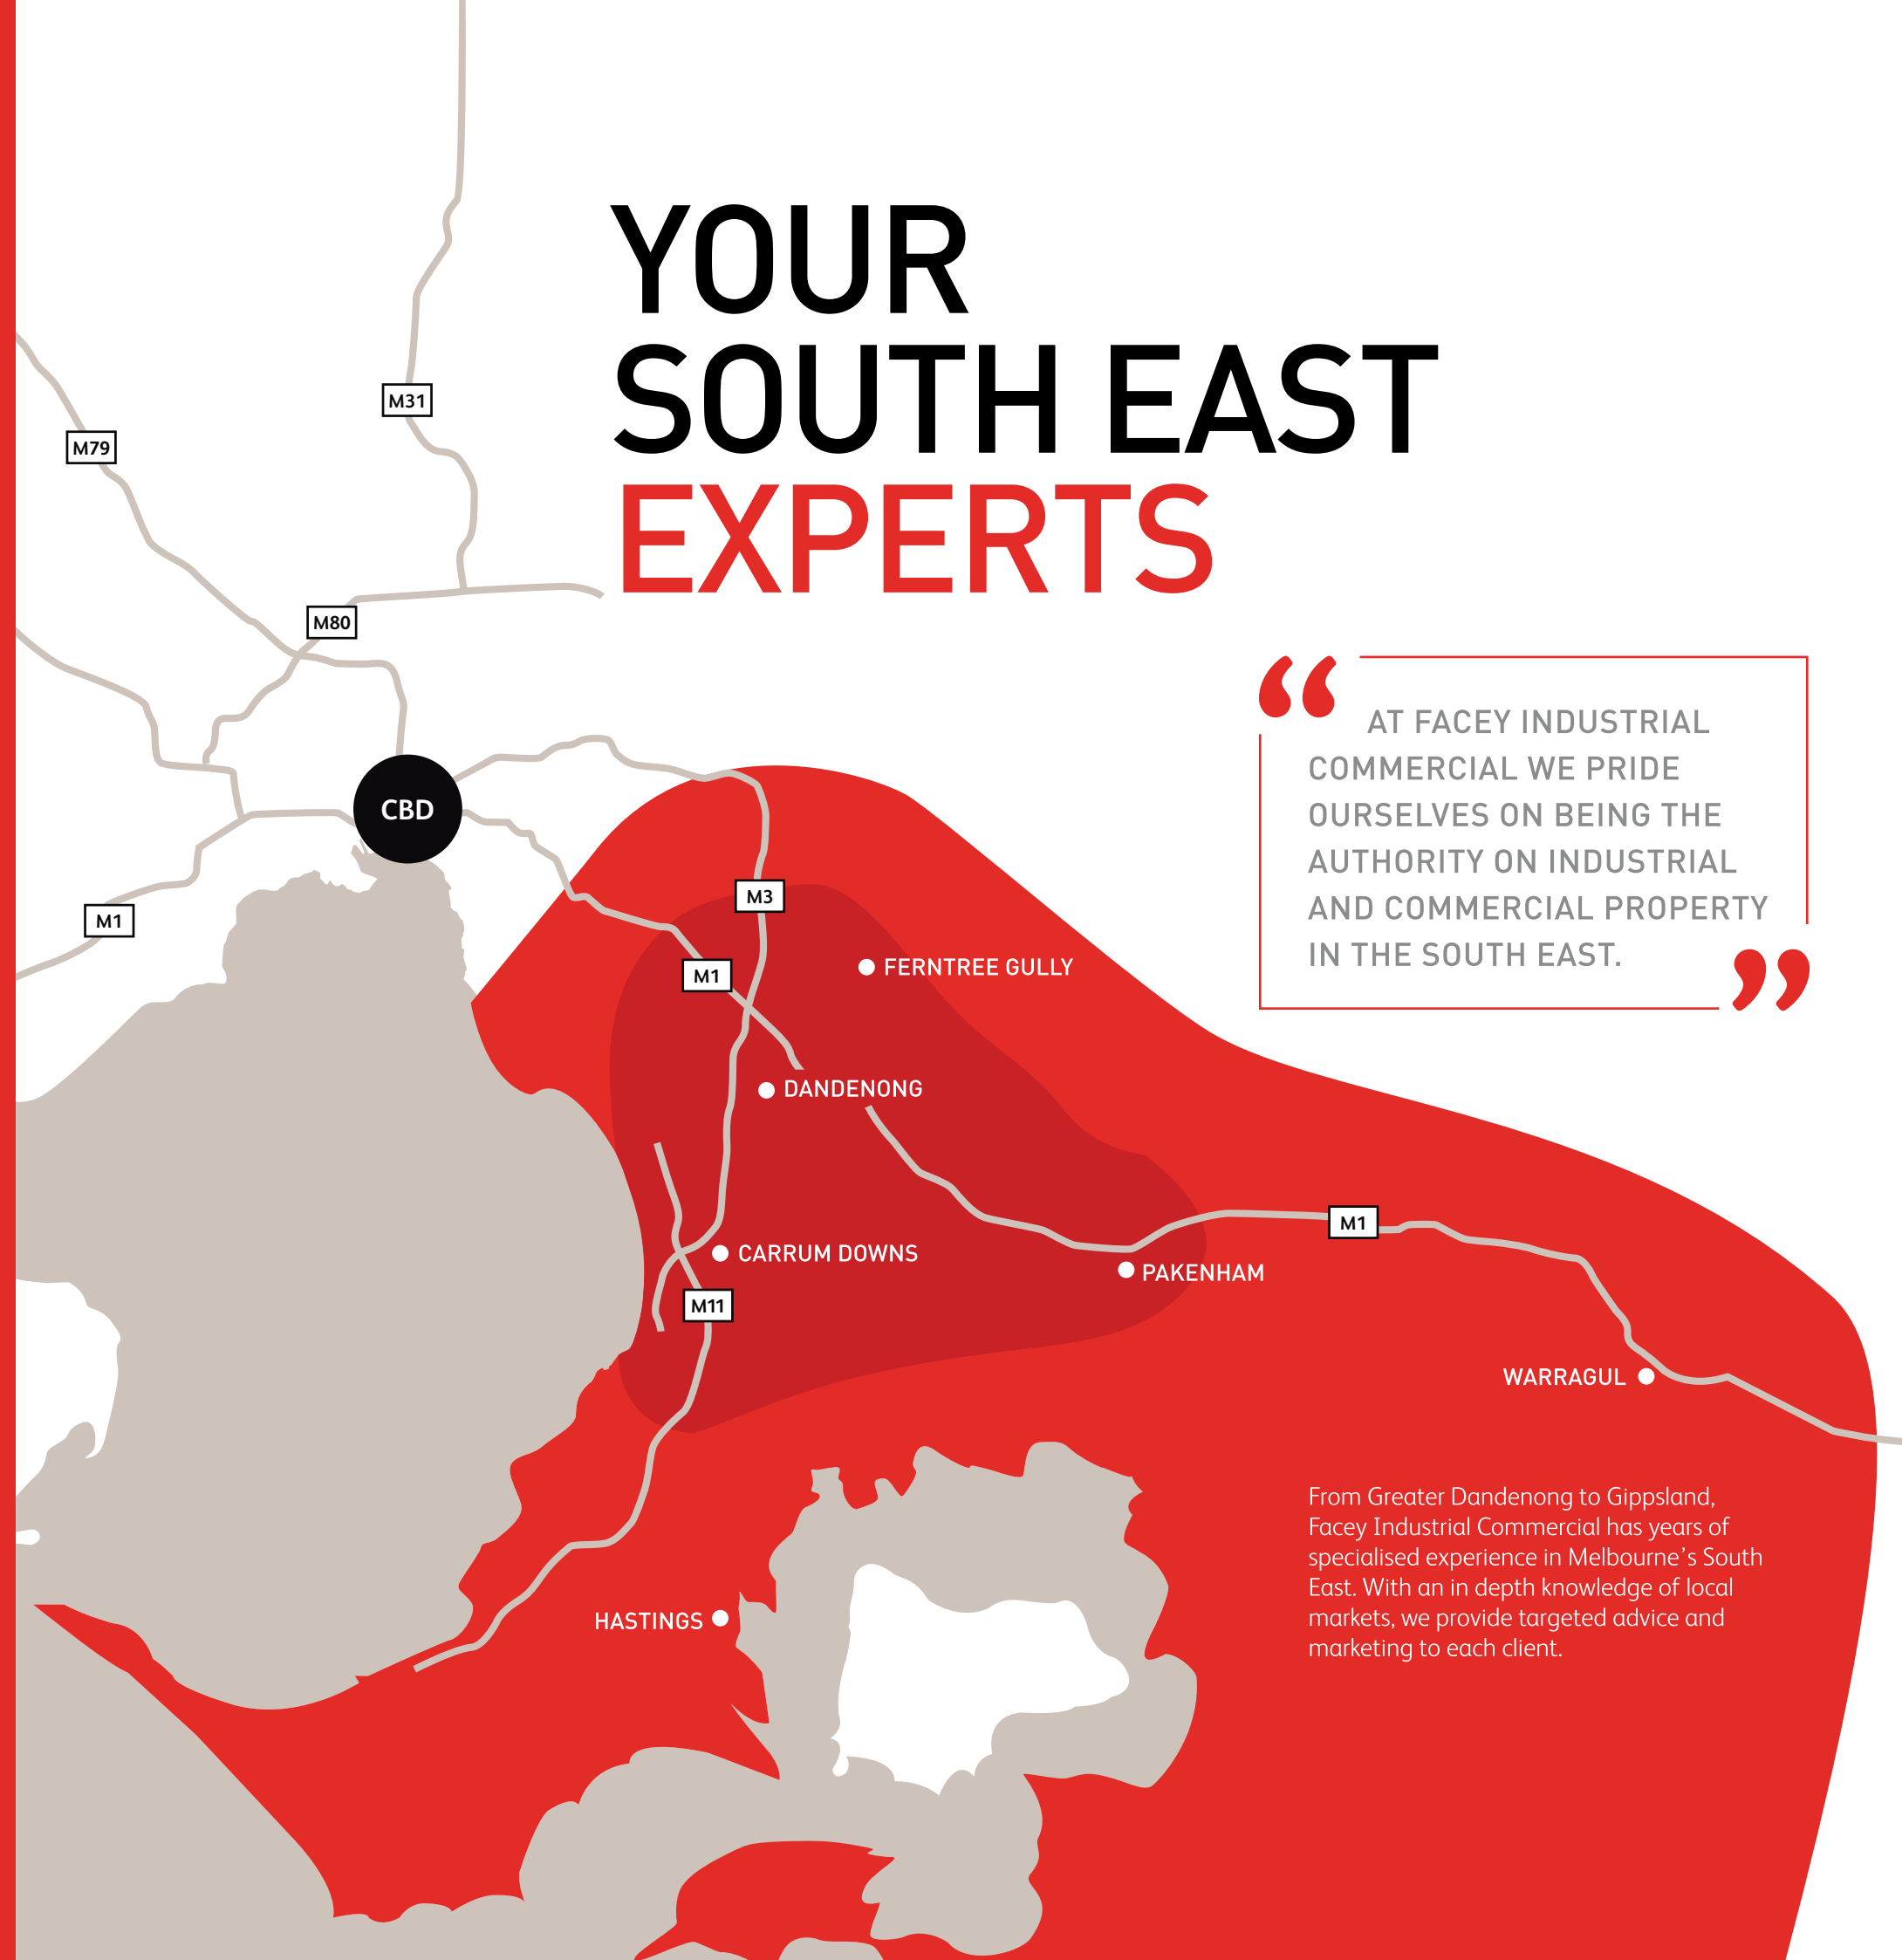 YOUR
SOUTH EAST
EXPERTS
M31
M79
M80
“ AT FACEY INDUSTRIAL
COMMERCIAL WE PRIDE
OURSELVES ON BEING THE
AUTHORITY ON INDUSTRIAL
AND COMMERCIAL PROPERTY
IN THE SOUTH EAST. ”
CBD
M3
M1
M1
FERNTREE GULLY
DANDENONG
M1
CARRUM DOWNS
PAKENHAM
M11
WARRAGUL
From Greater Dandenong to Gippsland,
Facey Industrial Commercial has years of
specialised experience in Melbourne’s South
East. With an in depth knowledge of local
markets, we provide targeted advice and
marketing to each client.
HASTINGS